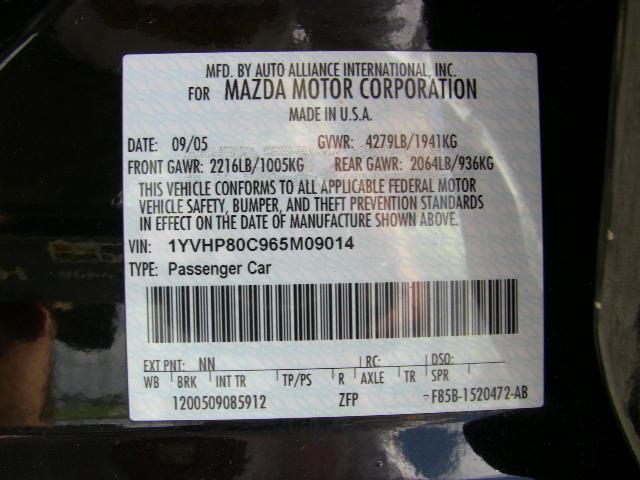 MFD. BY AUTO ALLIANCE INTERNATIONAL, INC.
FOR MAZDA MOTOR CORPORATION
MADE IN U.S.A.
DATE: 09/05 GVWR: 4279LB/1941KG
FRONT GAWR: 2216LB/1005KG REAR GAWR: 2064LB/936KG
THIS VEHICLE CONFORMS TO ALL APPLICABLE FEDERAL MOTOR
VEHICLE SAFETY, BUMPER, AND THEFT PREVENTION STANDARDS
IN EFFECT ON THE DATE OF MANUFACTURE SHOWN ABOVE.
VIN: 1YVHP80C965M09014
TYPE: Passenger Car
EXT PNT: NN RC: DSO:
WB BRK INT TR TP/PS R AXLE TR SPR
1200509085912 ZFP F85B-1520472-AB